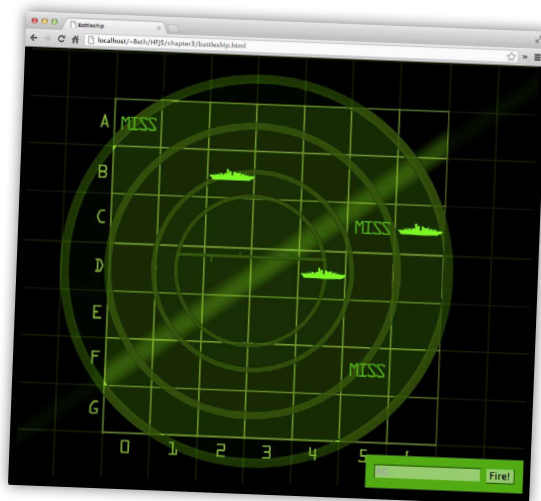 Battleship
localhost/~Beth/HFJS/chapter3/battleship.html
A MISS
B
C MISS
D
E
F MISS
G
0 1 2 3 4 5
Fire!